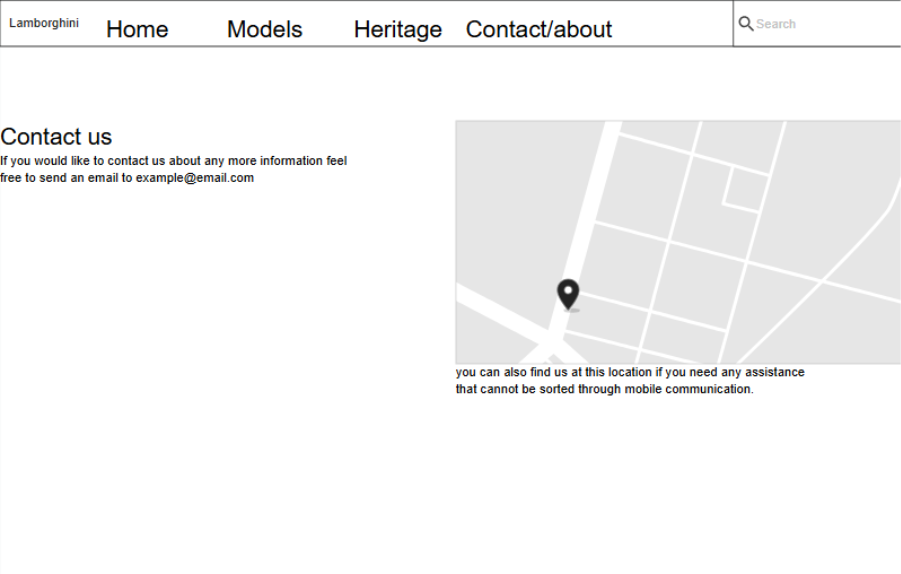 Lamborghini Home Models Heritage Contact/about Search
Contact us
If you would like to contact us about any more information feel
free to send an email to example@email.com
you can also find us at this location if you need any assistance
that cannot be sorted through mobile communication.